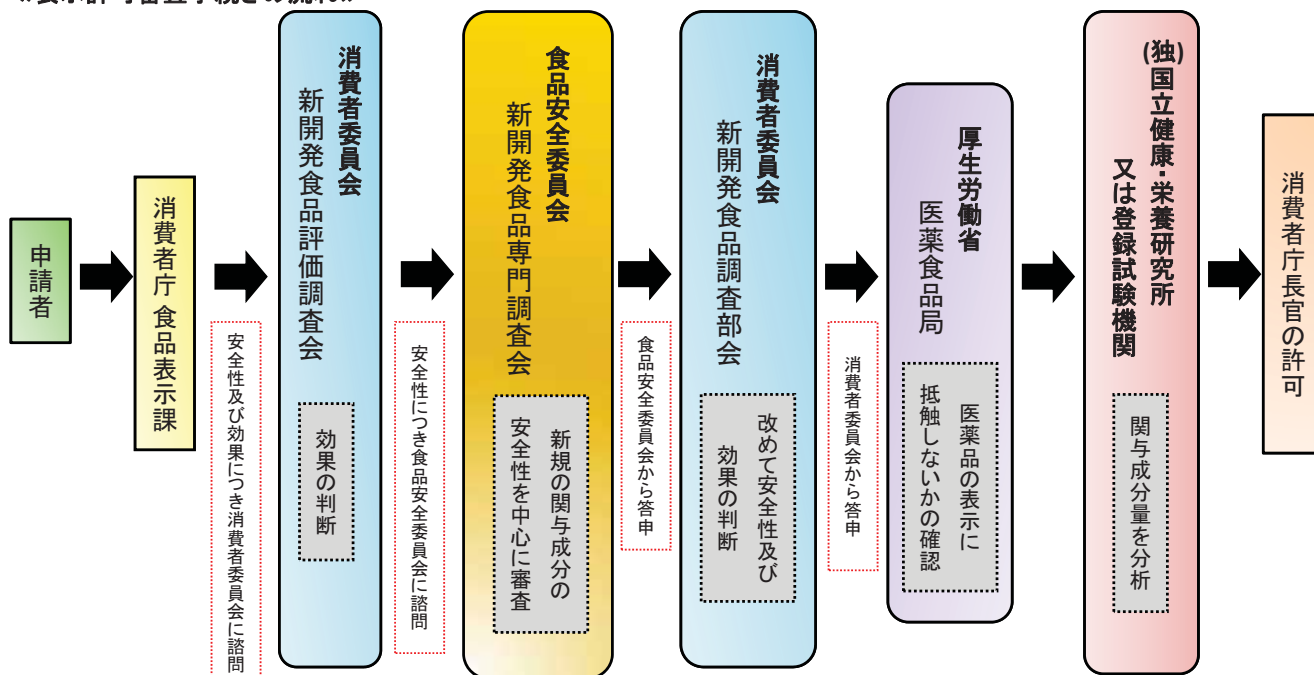 申請者
消費者庁 食品表示課
安全性及び効果につき消費者委員会に諮問
消費者委員会
新開発食品評価調査会
効果の判断
安全性につき食品安全委員会に諮問
食品安全委員会
新開発食品専門調査会
新規の関与成分の
安全性を中心に審査
食品安全委員会から答申
消費者委員会
新開発食品調査部会
改めて安全性及び
効果の判断
消費者委員会から答申
厚生労働省
医薬食品局
医薬品の表示に
抵触しないかの確認
(独)国立健康・栄養研究所
又は登録試験機関
関与成分量を分析
消費者庁長官の許可